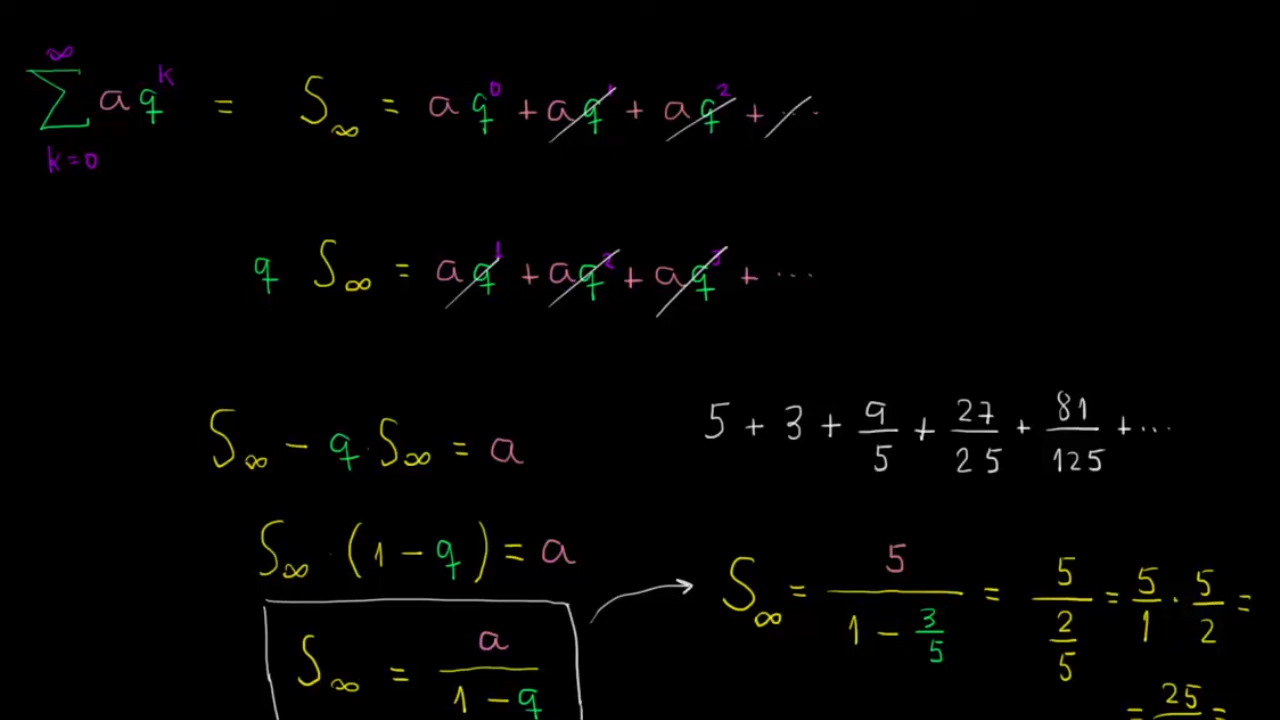 ∞
∑ a q^k = S_∞ = a q^0 + a q^1 + a q^2 + ...
k=0
q S_∞ = a q^1 + a q^2 + a q^3 + ...
S_∞ - q · S_∞ = a
5 + 3 + 9/5 + 27/25 + 81/125 + ...
S_∞ · (1 - q) = a
S_∞ = 5/(1 - 3/5) = 5/(2/5) = 5/1 · 5/2 =
S_∞ = a/(1 - q)
= 25/ =